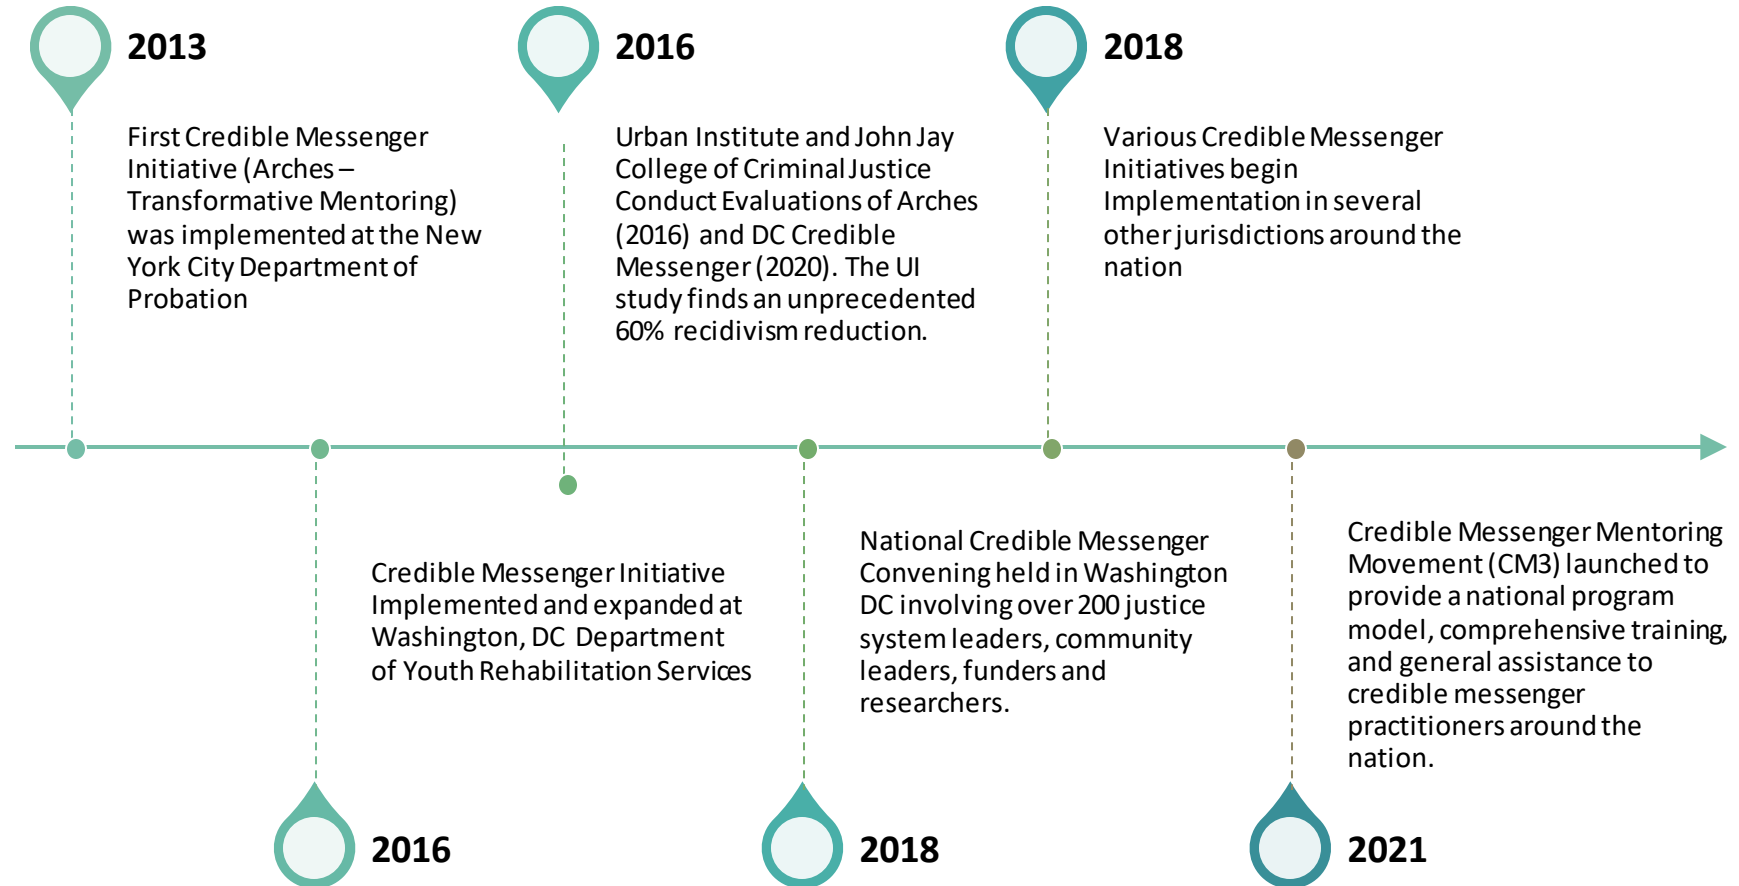 2013
First Credible Messenger
Initiative (Arches –
Transformative Mentoring)
was implemented at the New
York City Department of
Probation
2016
Credible Messenger Initiative
Implemented and expanded at
Washington, DC Department
of Youth Rehabilitation Services
2016
Urban Institute and John Jay
College of Criminal Justice
Conduct Evaluations of Arches
(2016) and DC Credible
Messenger (2020). The UI
study finds an unprecedented
60% recidivism reduction.
2018
National Credible Messenger
Convening held in Washington
DC involving over 200 justice
system leaders, community
leaders, funders and
researchers.
2018
Various Credible Messenger
Initiatives begin
Implementation in several
other jurisdictions around the
nation
2021
Credible Messenger Mentoring
Movement (CM3) launched to
provide a national program
model, comprehensive training,
and general assistance to
credible messenger
practitioners around the
nation.